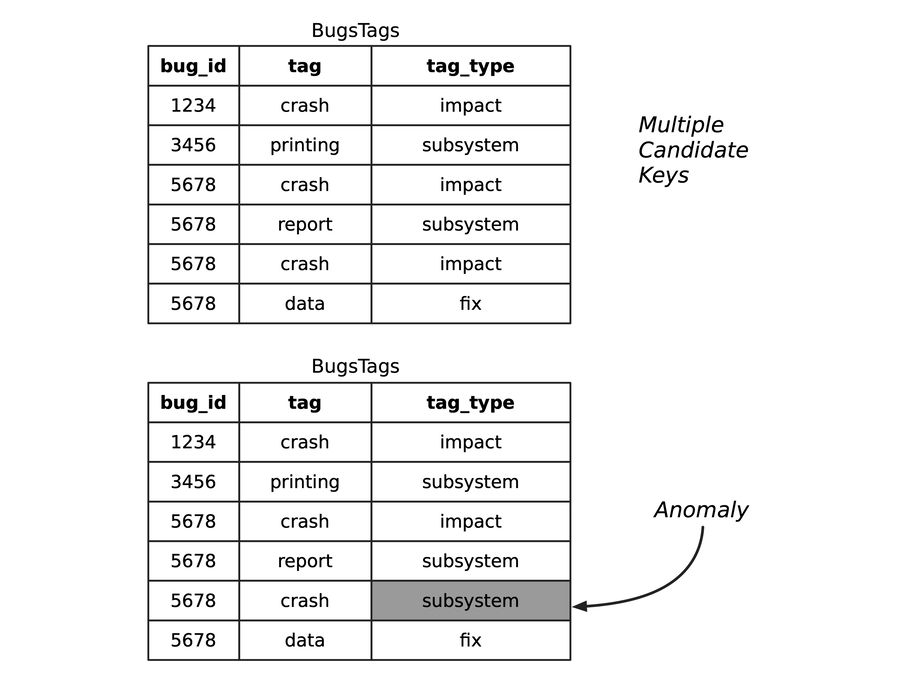 BugsTags
bug_id tag tag_type
1234 crash impact
3456 printing subsystem
5678 crash impact
5678 report subsystem
5678 crash impact
5678 data fix
Multiple
Candidate
Keys
BugsTags
bug_id tag tag_type
1234 crash impact
3456 printing subsystem
5678 crash impact
5678 report subsystem
5678 crash subsystem
5678 data fix
Anomaly